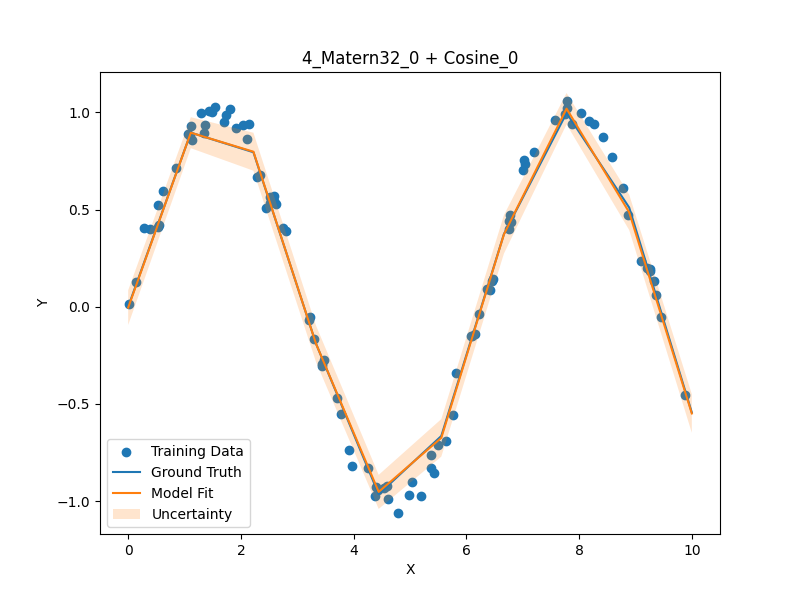 4_Matern32_0 + Cosine_0
1.0
0.5
0.0
−0.5
−1.0
Y
Training Data
Ground Truth
Model Fit
Uncertainty
0 2 4 6 8 10
X